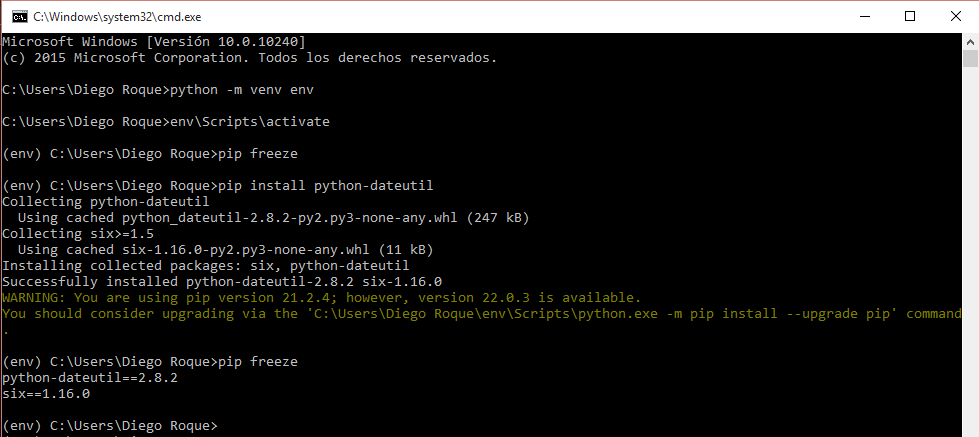 C:\Windows\system32\cmd.exe
Microsoft Windows [Versión 10.0.10240]
(c) 2015 Microsoft Corporation. Todos los derechos reservados.
C:\Users\Diego Roque>python -m venv env
C:\Users\Diego Roque>env\Scripts\activate
(env) C:\Users\Diego Roque>pip freeze
(env) C:\Users\Diego Roque>pip install python-dateutil
Collecting python-dateutil
  Using cached python_dateutil-2.8.2-py2.py3-none-any.whl (247 kB)
Collecting six>=1.5
  Using cached six-1.16.0-py2.py3-none-any.whl (11 kB)
Installing collected packages: six, python-dateutil
Successfully installed python-dateutil-2.8.2 six-1.16.0
WARNING: You are using pip version 21.2.4; however, version 22.0.3 is available.
You should consider upgrading via the 'C:\Users\Diego Roque\env\Scripts\python.exe -m pip install --upgrade pip' command
.
(env) C:\Users\Diego Roque>pip freeze
python-dateutil==2.8.2
six==1.16.0
(env) C:\Users\Diego Roque>